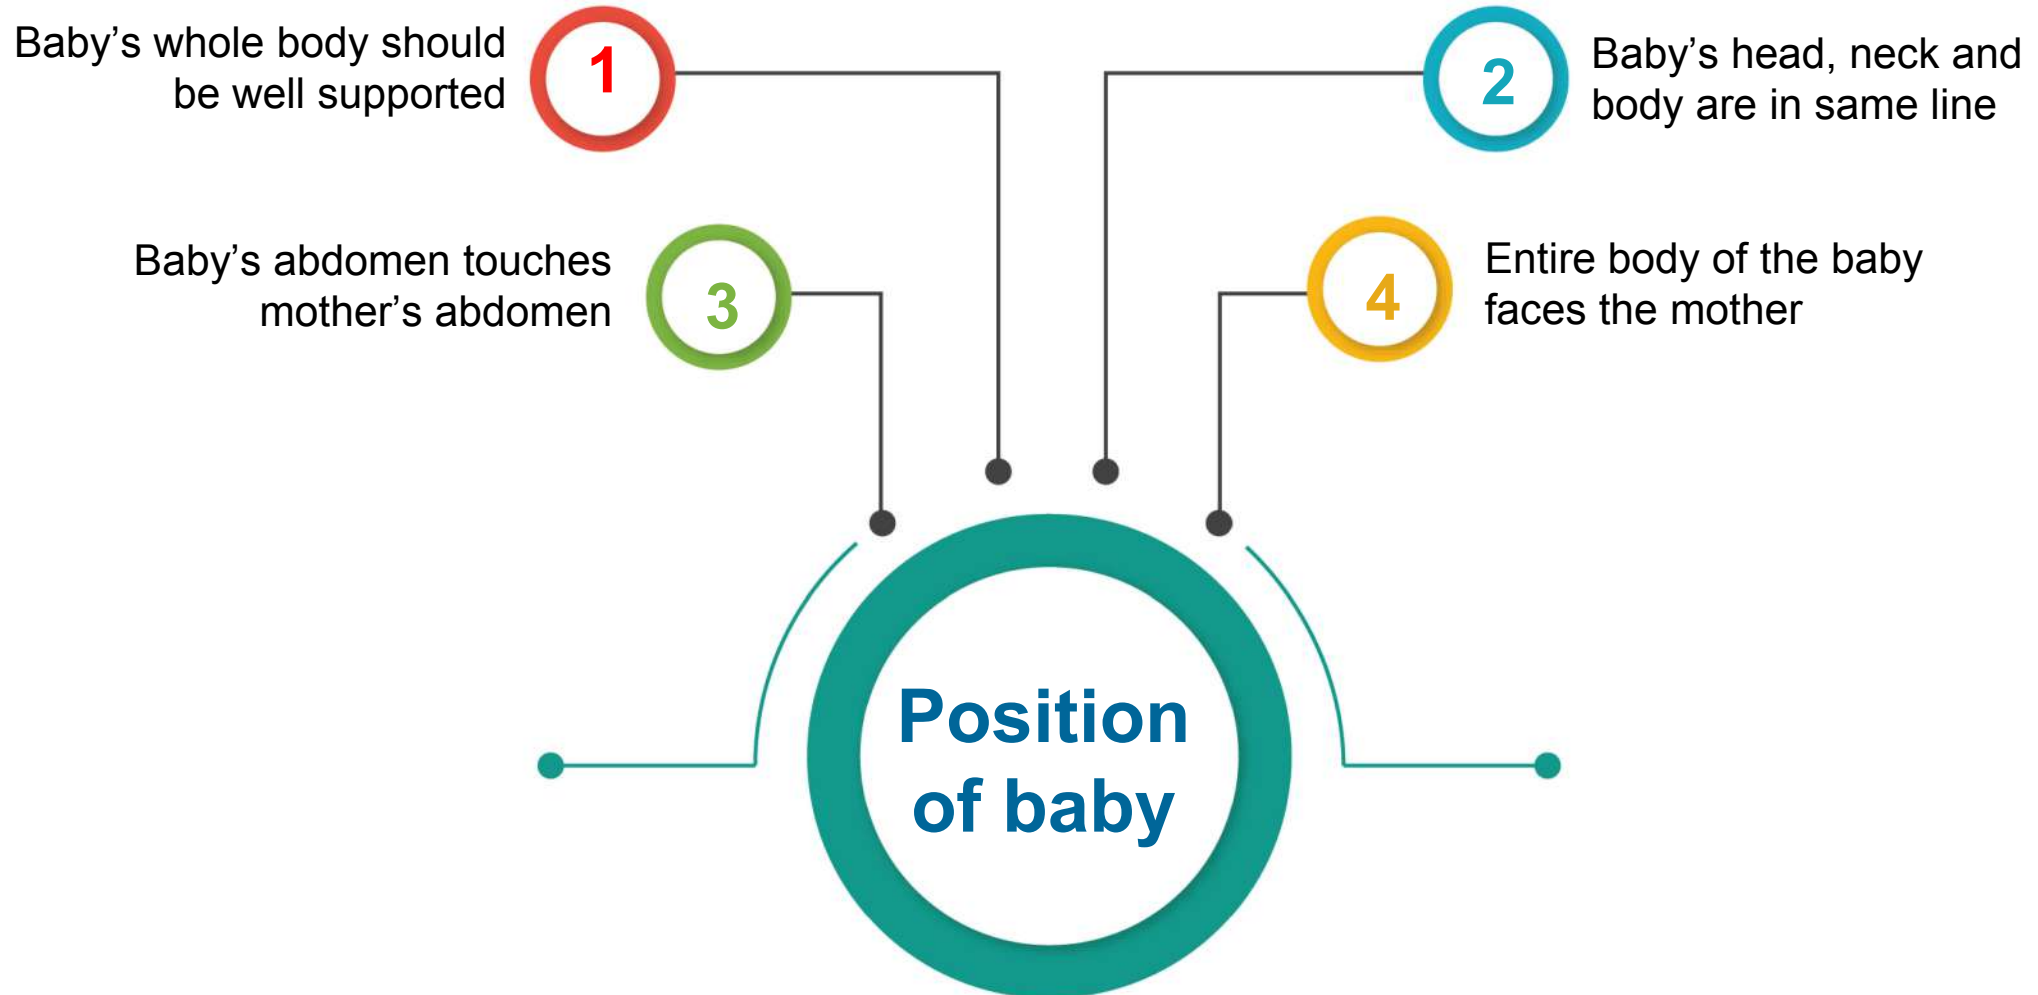 Baby’s whole body should
be well supported
1
2
Baby’s head, neck and
body are in same line
Baby’s abdomen touches
mother’s abdomen
3
4
Entire body of the baby
faces the mother
Position
of baby